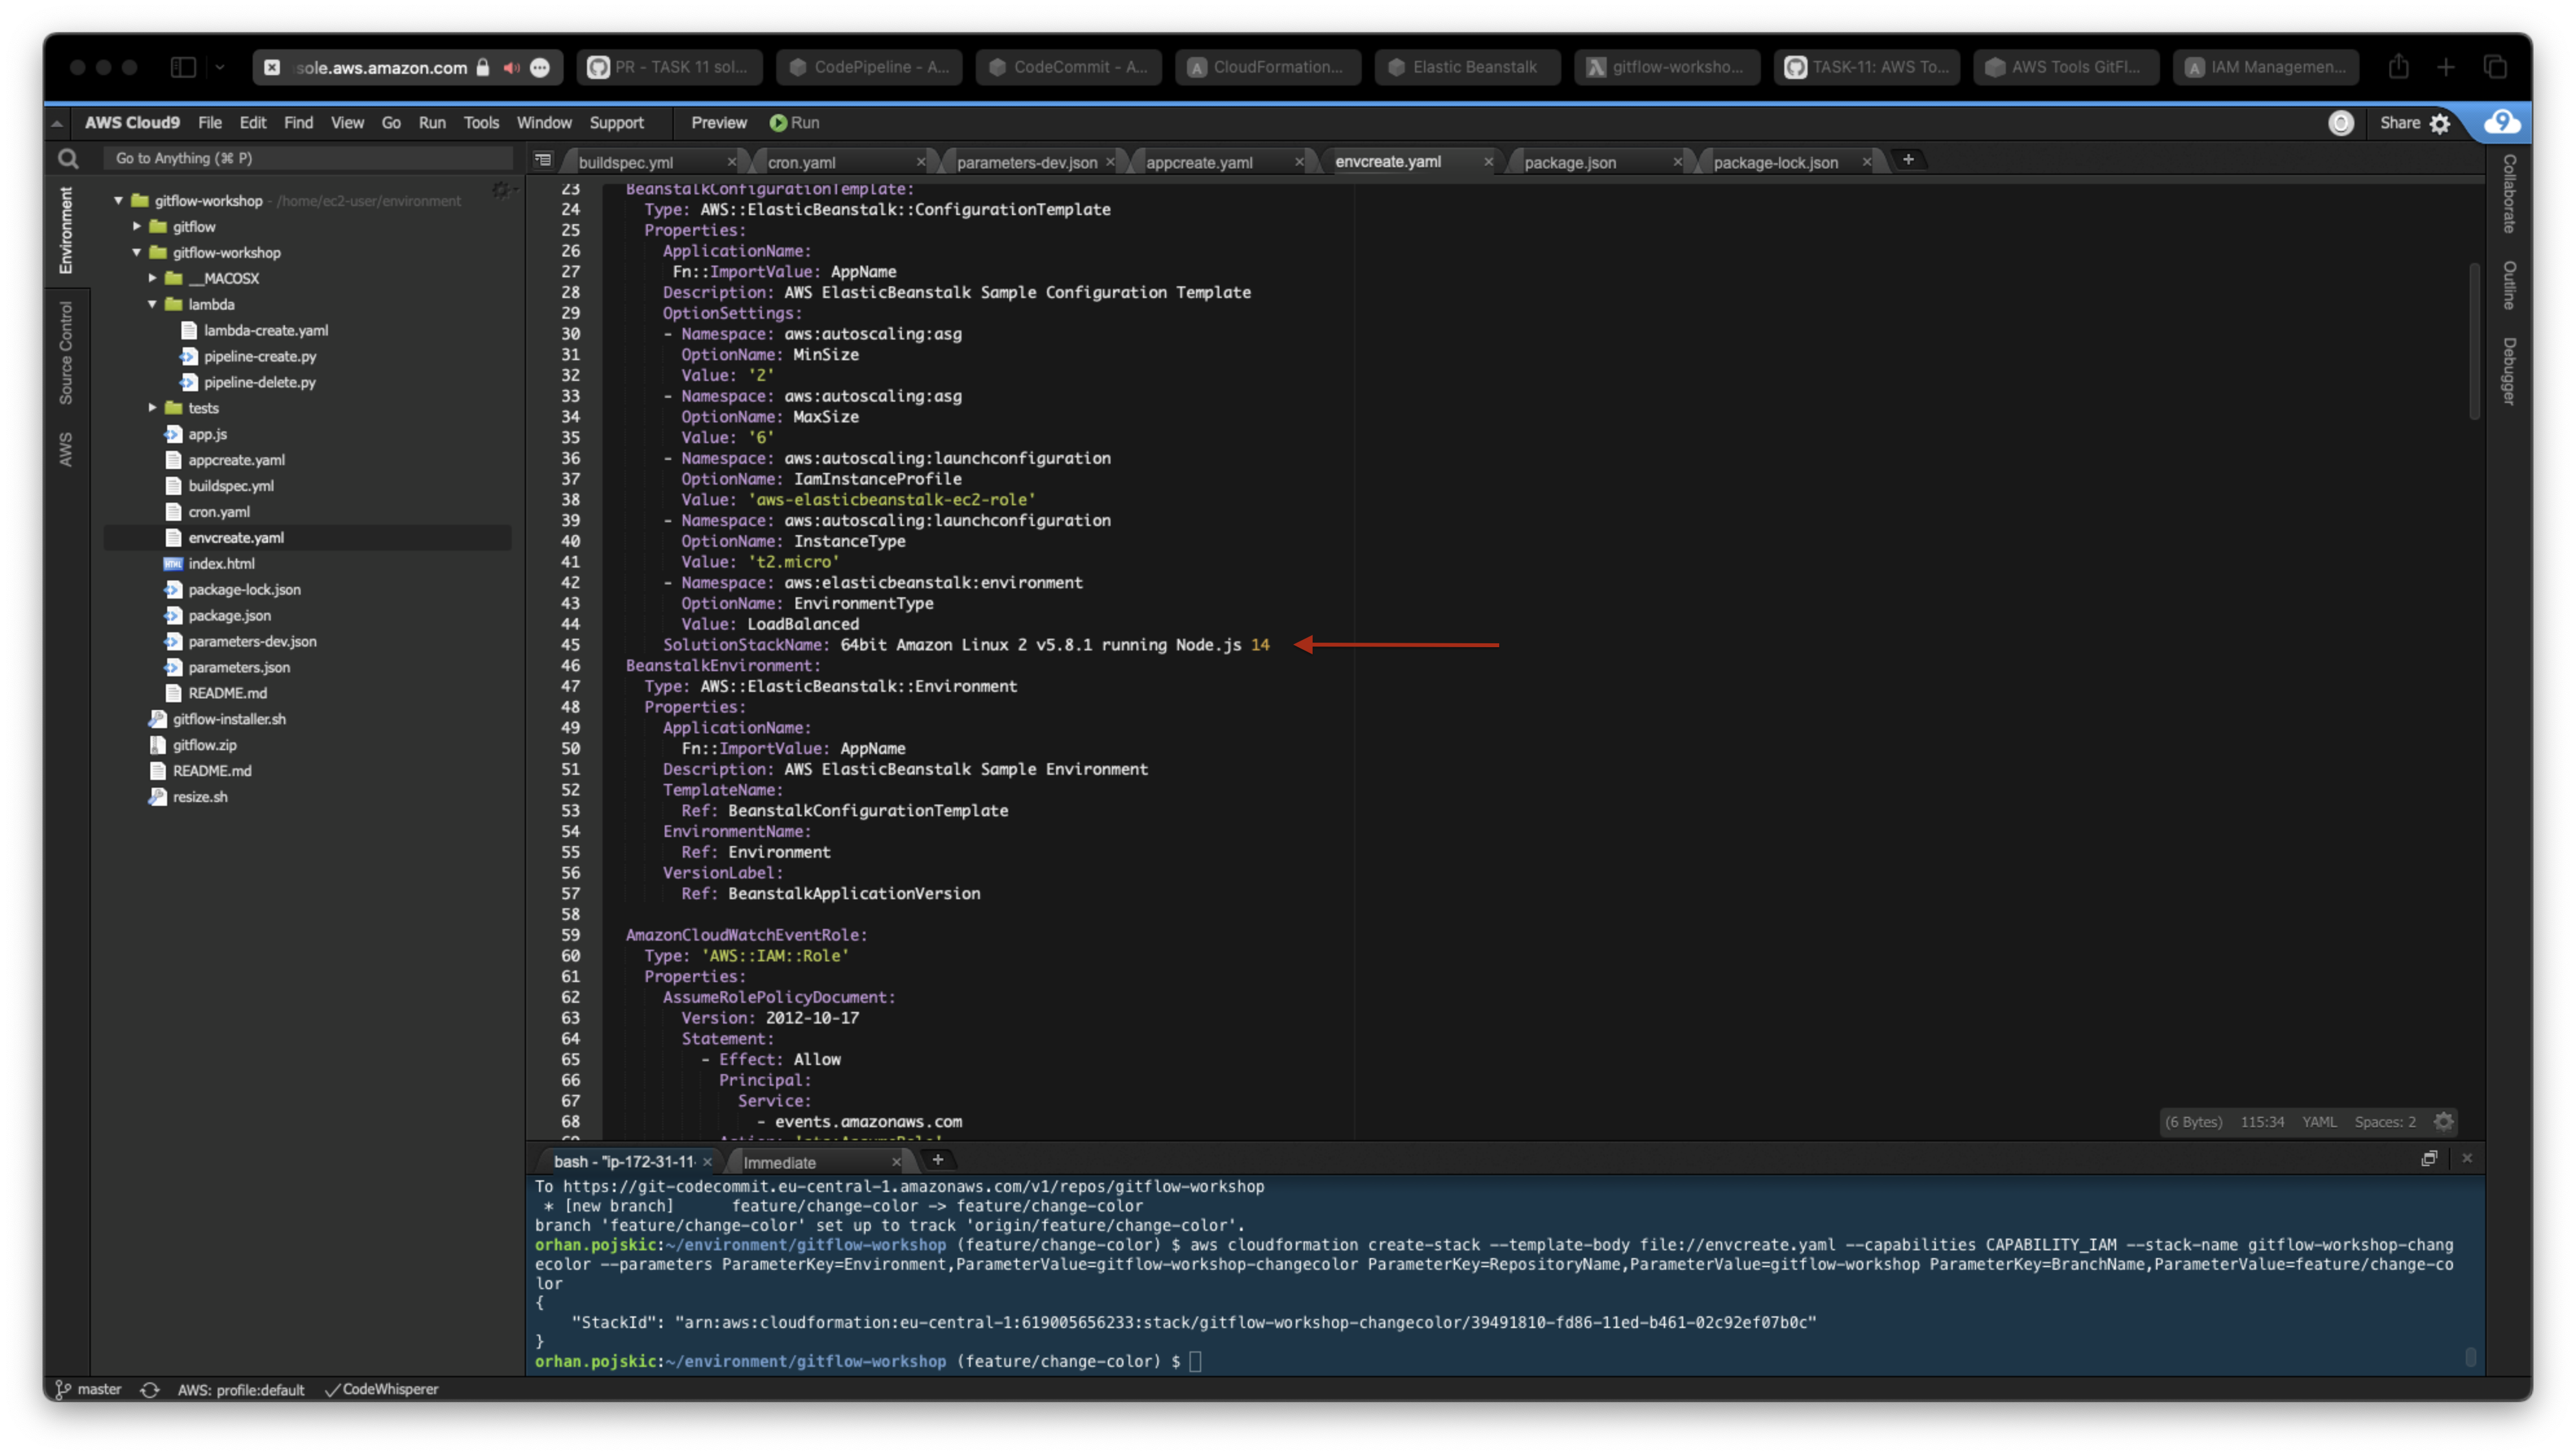 sole.aws.amazon.com
PR - TASK 11 sol...
CodePipeline - A...
CodeCommit - A...
CloudFormation...
Elastic Beanstalk
gitflow-worksho...
TASK-11: AWS To...
AWS Tools GitFl...
IAM Managemen...
AWS Cloud9 File Edit Find View Go Run Tools Window Support Preview Run
Share
Go to Anything (⌘ P)
buildspec.yml
cron.yaml
parameters-dev.json
appcreate.yaml
envcreate.yaml
package.json
package-lock.json
Environment
Source Control
AWS
gitflow-workshop - /home/ec2-user/environment
gitflow
gitflow-workshop
__MACOSX
lambda
lambda-create.yaml
pipeline-create.py
pipeline-delete.py
tests
app.js
appcreate.yaml
buildspec.yml
cron.yaml
envcreate.yaml
index.html
package-lock.json
package.json
parameters-dev.json
parameters.json
README.md
gitflow-installer.sh
gitflow.zip
README.md
resize.sh
23 BeanstalkConfigurationTemplate:
24 Type: AWS::ElasticBeanstalk::ConfigurationTemplate
25 Properties:
26 ApplicationName:
27 Fn::ImportValue: AppName
28 Description: AWS ElasticBeanstalk Sample Configuration Template
29 OptionSettings:
30 - Namespace: aws:autoscaling:asg
31 OptionName: MinSize
32 Value: '2'
33 - Namespace: aws:autoscaling:asg
34 OptionName: MaxSize
35 Value: '6'
36 - Namespace: aws:autoscaling:launchconfiguration
37 OptionName: IamInstanceProfile
38 Value: 'aws-elasticbeanstalk-ec2-role'
39 - Namespace: aws:autoscaling:launchconfiguration
40 OptionName: InstanceType
41 Value: 't2.micro'
42 - Namespace: aws:elasticbeanstalk:environment
43 OptionName: EnvironmentType
44 Value: LoadBalanced
45 SolutionStackName: 64bit Amazon Linux 2 v5.8.1 running Node.js 14
46 BeanstalkEnvironment:
47 Type: AWS::ElasticBeanstalk::Environment
48 Properties:
49 ApplicationName:
50 Fn::ImportValue: AppName
51 Description: AWS ElasticBeanstalk Sample Environment
52 TemplateName:
53 Ref: BeanstalkConfigurationTemplate
54 EnvironmentName:
55 Ref: Environment
56 VersionLabel:
57 Ref: BeanstalkApplicationVersion
58
59 AmazonCloudWatchEventRole:
60 Type: 'AWS::IAM::Role'
61 Properties:
62 AssumeRolePolicyDocument:
63 Version: 2012-10-17
64 Statement:
65 - Effect: Allow
66 Principal:
67 Service:
68 - events.amazonaws.com
69 Action: 'sts:AssumeRole'
(6 Bytes) 115:34 YAML Spaces: 2
Collaborate
Outline
Debugger
bash - "ip-172-31-11-
Immediate
To https://git-codecommit.eu-central-1.amazonaws.com/v1/repos/gitflow-workshop
* [new branch] feature/change-color -> feature/change-color
branch 'feature/change-color' set up to track 'origin/feature/change-color'.
orhan.pojskic:~/environment/gitflow-workshop (feature/change-color) $ aws cloudformation create-stack --template-body file://envcreate.yaml --capabilities CAPABILITY_IAM --stack-name gitflow-workshop-chang
ecolor --parameters ParameterKey=Environment,ParameterValue=gitflow-workshop-changecolor ParameterKey=RepositoryName,ParameterValue=gitflow-workshop ParameterKey=BranchName,ParameterValue=feature/change-co
lor
{
"StackId": "arn:aws:cloudformation:eu-central-1:619005656233:stack/gitflow-workshop-changecolor/39491810-fd86-11ed-b461-02c92ef07b0c"
}
orhan.pojskic:~/environment/gitflow-workshop (feature/change-color) $
master AWS: profile:default CodeWhisperer